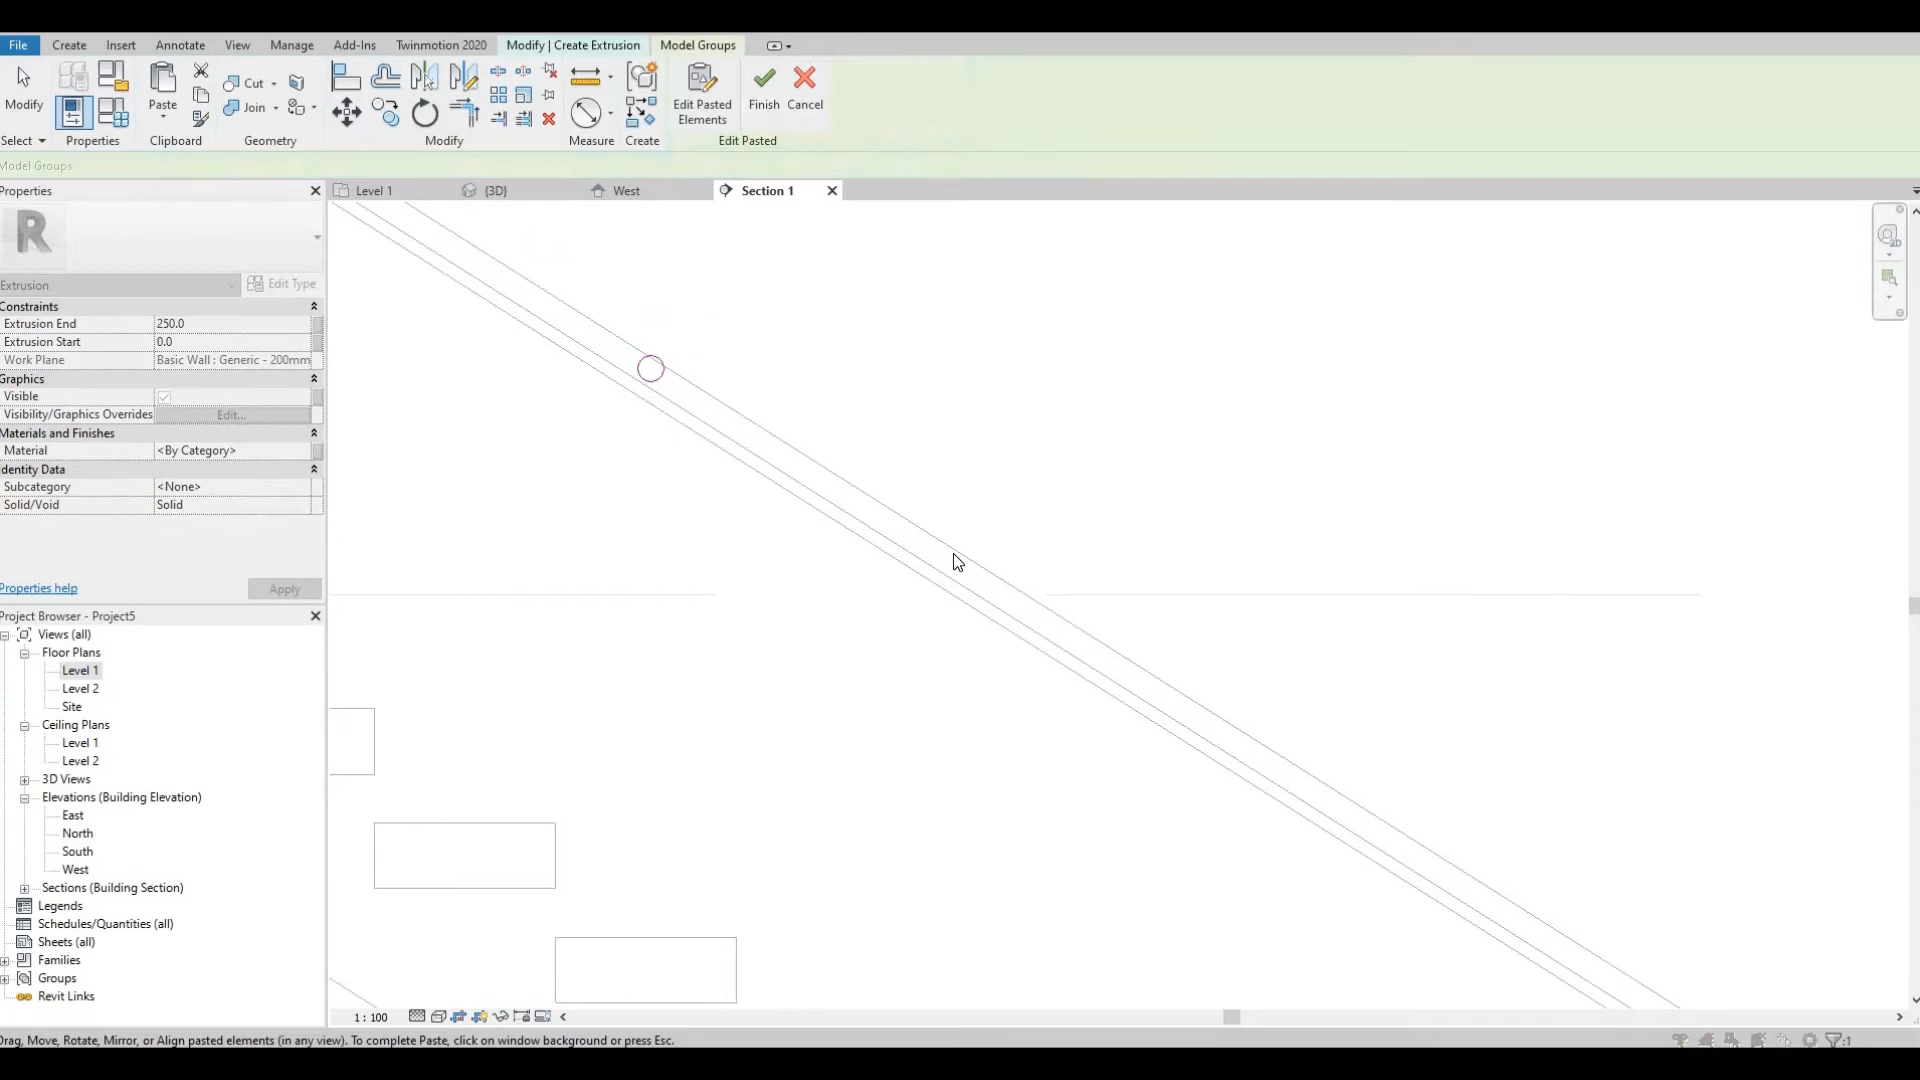 File Create Insert Annotate View Manage Add-Ins Twinmotion 2020 Modify | Create Extrusion Model Groups
Modify Paste Cut Join Edit Pasted Elements Finish Cancel
Select Properties Clipboard Geometry Modify Measure Create Edit Pasted
Model Groups
Properties
Level 1 {3D} West Section 1
R
Extrusion Edit Type
Constraints
Extrusion End 250.0
Extrusion Start 0.0
Work Plane Basic Wall : Generic - 200mm
Graphics
Visible
Visibility/Graphics Overrides Edit...
Materials and Finishes
Material <By Category>
Identity Data
Subcategory <None>
Solid/Void Solid
Properties help Apply
Project Browser - Project5
Views (all)
Floor Plans
Level 1
Level 2
Site
Ceiling Plans
Level 1
Level 2
3D Views
Elevations (Building Elevation)
East
North
South
West
Sections (Building Section)
Legends
Schedules/Quantities (all)
Sheets (all)
Families
Groups
Revit Links
2D
1 : 100
Drag, Move, Rotate, Mirror, or Align pasted elements (in any view). To complete Paste, click on window background or press Esc.
:1